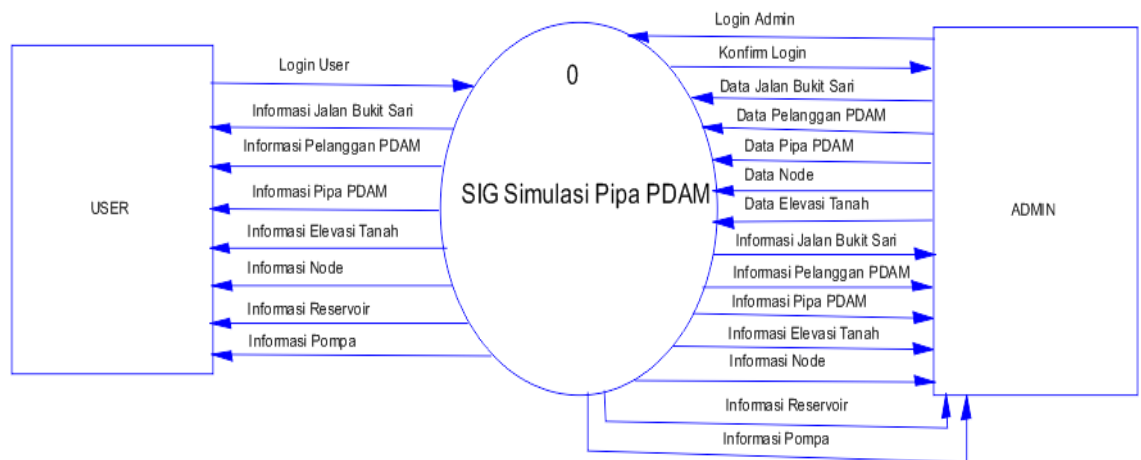 USER
Login User
Informasi Jalan Bukit Sari
Informasi Pelanggan PDAM
Informasi Pipa PDAM
Informasi Elevasi Tanah
Informasi Node
Informasi Reservoir
Informasi Pompa
0
SIG Simulasi Pipa PDAM
Login Admin
Konfirm Login
Data Jalan Bukit Sari
Data Pelanggan PDAM
Data Pipa PDAM
Data Node
Data Elevasi Tanah
Informasi Jalan Bukit Sari
Informasi Pelanggan PDAM
Informasi Pipa PDAM
Informasi Elevasi Tanah
Informasi Node
Informasi Reservoir
Informasi Pompa
ADMIN